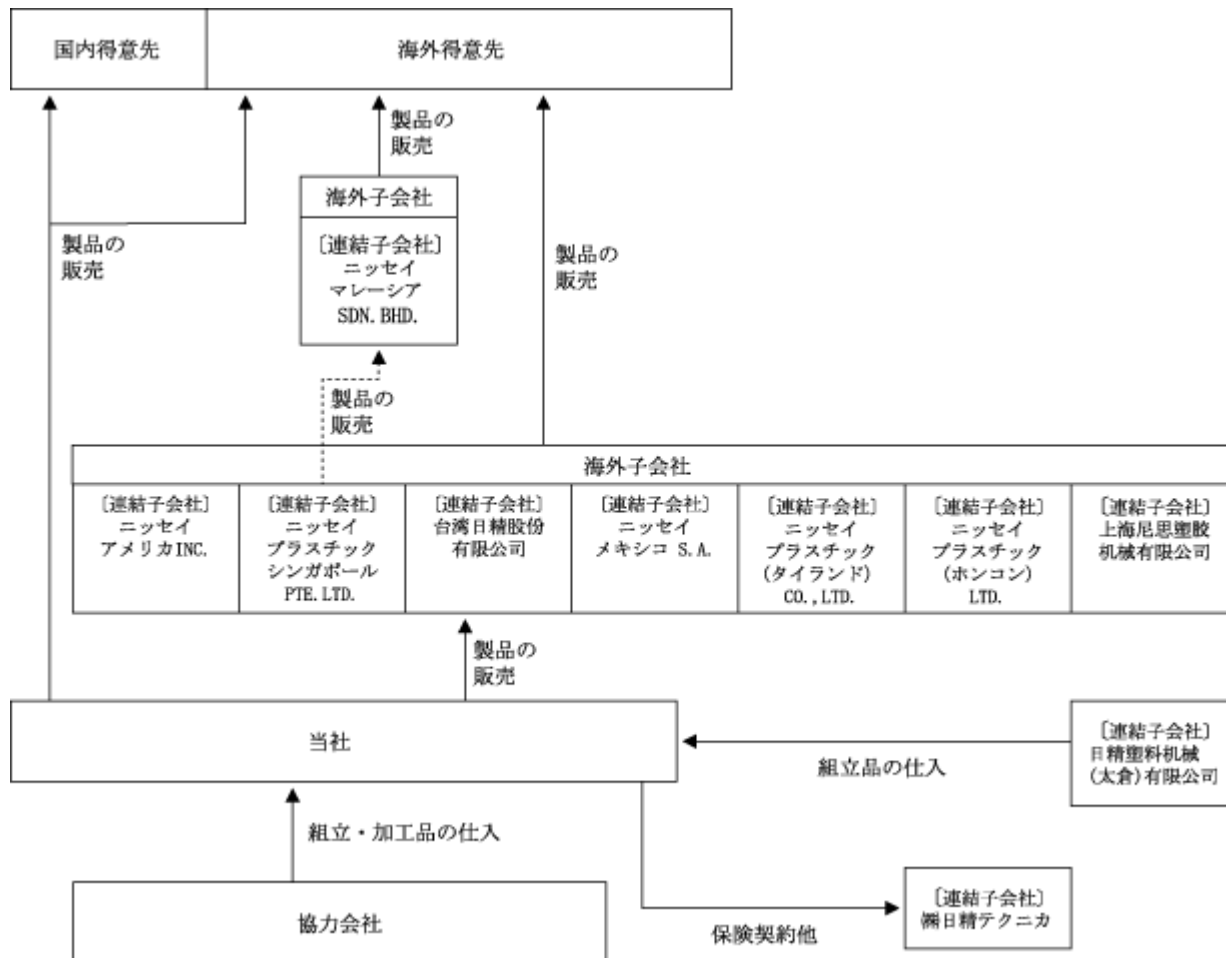 国内得意先
海外得意先
製品の
販売
海外子会社
〔連結子会社〕
ニッセイ
マレーシア
SDN.BHD.
製品の
販売
製品の
販売
製品の
販売
海外子会社
〔連結子会社〕
ニッセイ
アメリカINC.
〔連結子会社〕
ニッセイ
プラスチック
シンガポール
PTE.LTD.
〔連結子会社〕
台湾日精股份
有限公司
〔連結子会社〕
ニッセイ
メキシコ S.A.
〔連結子会社〕
ニッセイ
プラスチック
(タイランド)
CO.,LTD.
〔連結子会社〕
ニッセイ
プラスチック
(ホンコン)
LTD.
〔連結子会社〕
上海尼思塑胶
机械有限公司
製品の
販売
当社
組立品の仕入
〔連結子会社〕
日精塑料机械
(太倉)有限公司
組立・加工品の仕入
協力会社
保険契約他
〔連結子会社〕
㈱日精テクニカ